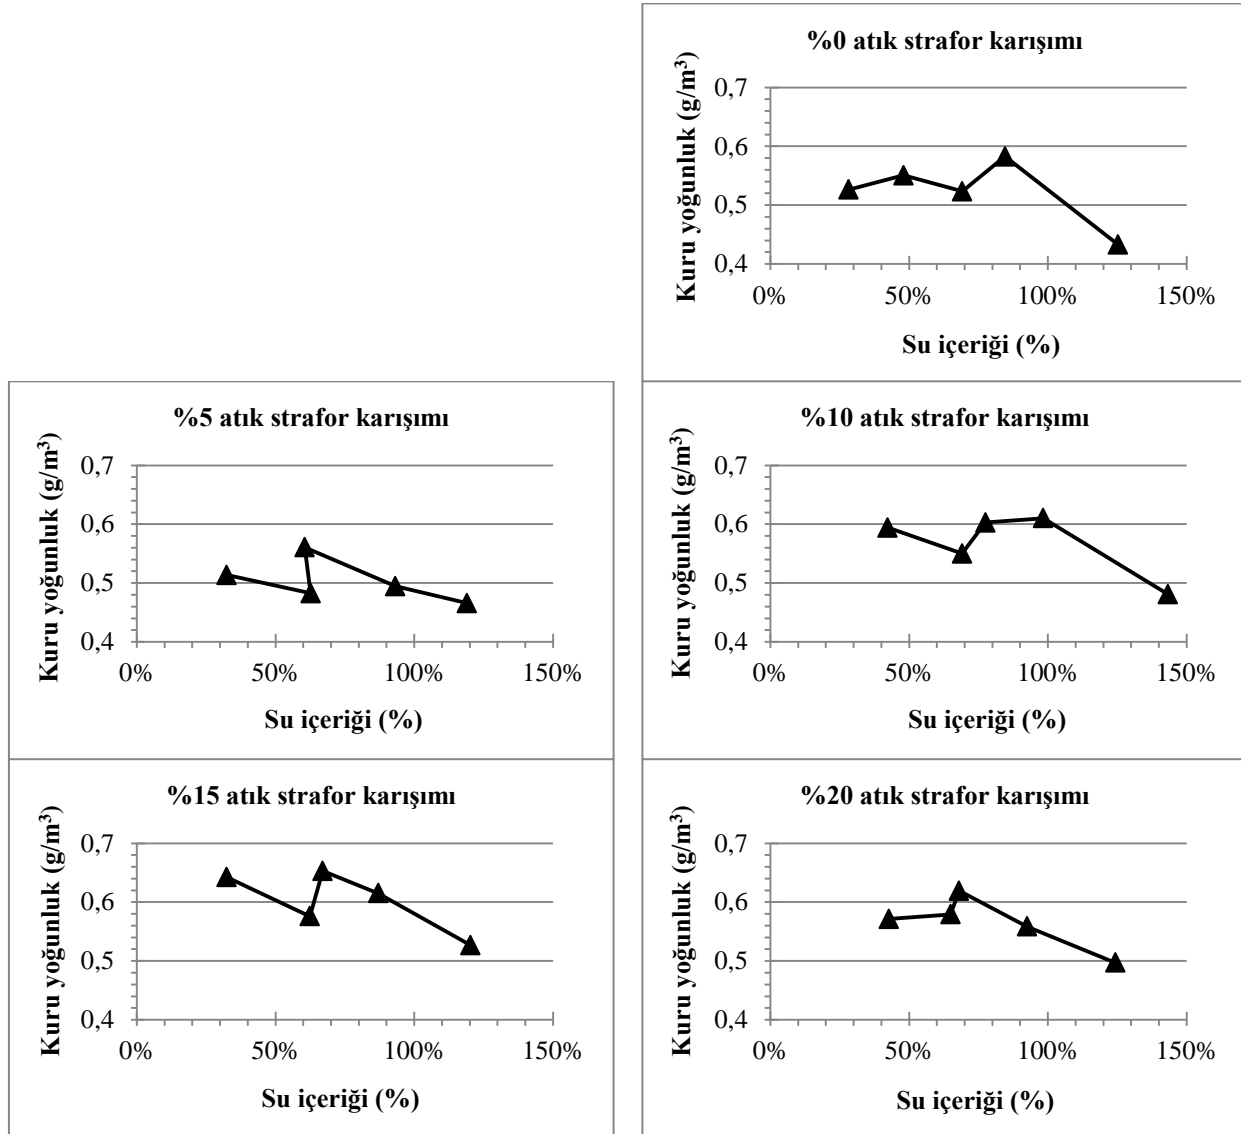 %0 atık strafor karışımı
Kuru yoğunluk (g/m³)
0,7
0,6
0,5
0,4
0% 50% 100% 150%
Su içeriği (%)
%5 atık strafor karışımı
Kuru yoğunluk (g/m³)
0,7
0,6
0,5
0,4
0% 50% 100% 150%
Su içeriği (%)
%10 atık strafor karışımı
Kuru yoğunluk (g/m³)
0,7
0,6
0,5
0,4
0% 50% 100% 150%
Su içeriği (%)
%15 atık strafor karışımı
Kuru yoğunluk (g/m³)
0,7
0,6
0,5
0,4
0% 50% 100% 150%
Su içeriği (%)
%20 atık strafor karışımı
Kuru yoğunluk (g/m³)
0,7
0,6
0,5
0,4
0% 50% 100% 150%
Su içeriği (%)